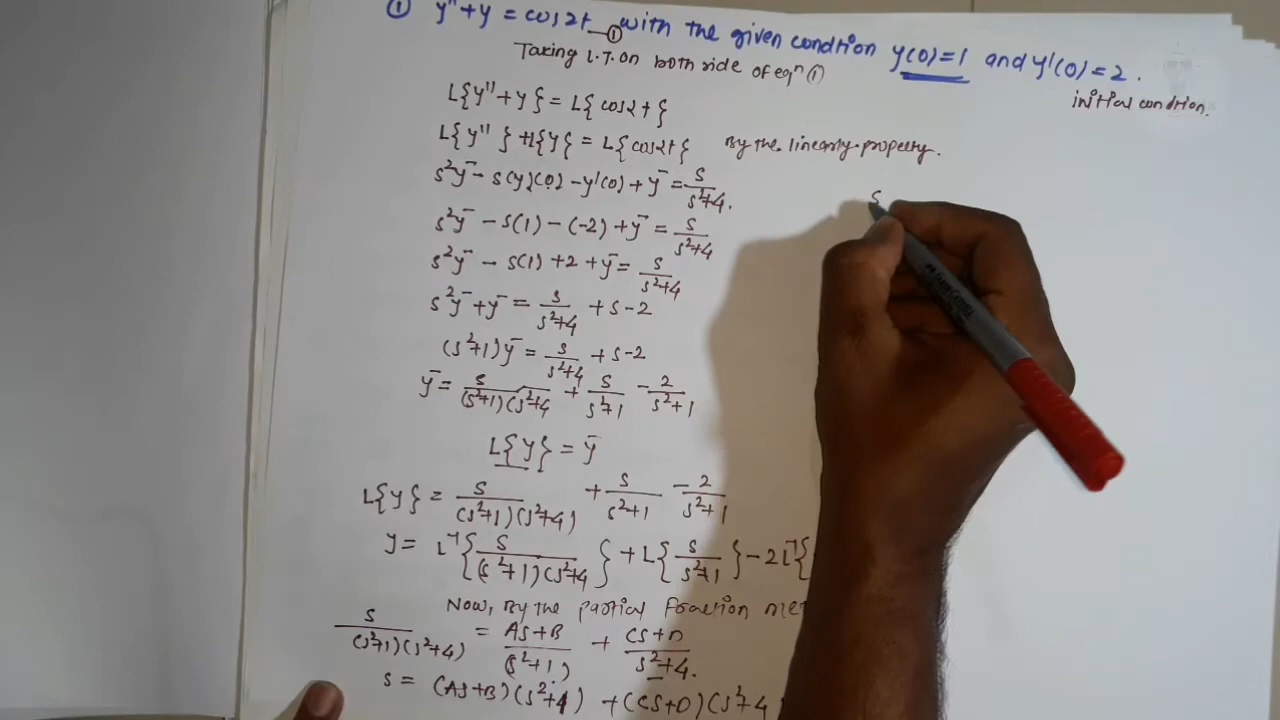 ① y''+y = cos2t —① with the given condtion y(0)=1 and y'(0)=2.
Taking L.T. on both side of eqⁿ ①
initial condtion.
L{y''+y} = L{cos2t}
L{y''} + L{y} = L{cos2t} By the linearly property.
s²ȳ - s(y)(0) - y'(0) + ȳ = s/(s²+4).
s²ȳ - s(1) - (-2) + ȳ = s/(s²+4)
s²ȳ - s(1) + 2 + ȳ = s/(s²+4)
s²ȳ + ȳ = s/(s²+4) + s-2
(s²+1)ȳ = s/(s²+4) + s-2
ȳ = s/(s²+1)(s²+4 + s/(s²+1) - 2/(s²+1)
L{y} = ȳ
L{y} = s/(s²+1)(s²+4) + s/(s²+1) - 2/(s²+1)
y = L⁻¹{s/(s²+1)(s²+4} + L{s/(s²+1)} - 2L⁻¹{
Now, By the partial Fraction
s/(s²+1)(s²+4) = As+B/(s²+1) + Cs+D/s²+4.
s = (As+B)(s²+1) + (Cs+D)(s²+4
s